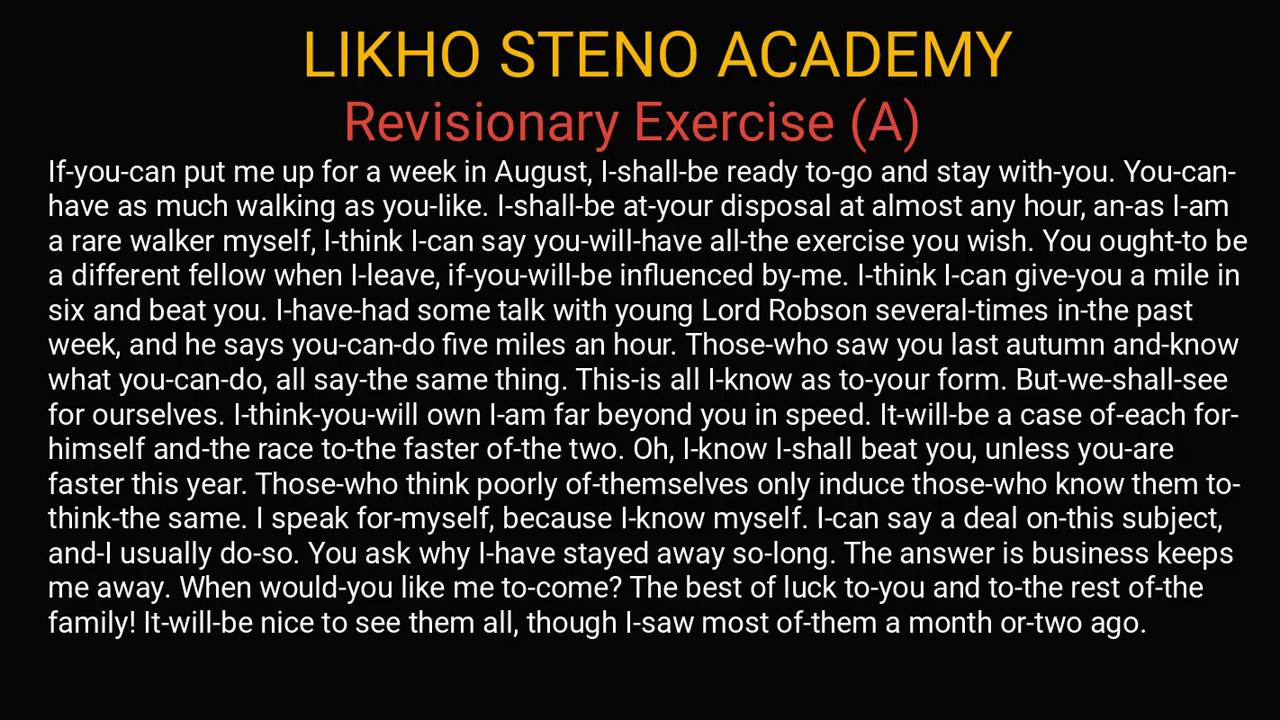 LIKHO STENO ACADEMY
Revisionary Exercise (A)
If-you-can put me up for a week in August, I-shall-be ready to-go and stay with-you. You-can-
have as much walking as you-like. I-shall-be at-your disposal at almost any hour, an-as I-am
a rare walker myself, I-think I-can say you-will-have all-the exercise you wish. You ought-to be
a different fellow when I-leave, if-you-will-be influenced by-me. I-think I-can give-you a mile in
six and beat you. I-have-had some talk with young Lord Robson several-times in-the past
week, and he says you-can-do five miles an hour. Those-who saw you last autumn and-know
what you-can-do, all say-the same thing. This-is all I-know as to-your form. But-we-shall-see
for ourselves. I-think-you-will own I-am far beyond you in speed. It-will-be a case of-each for-
himself and-the race to-the faster of-the two. Oh, I-know I-shall beat you, unless you-are
faster this year. Those-who think poorly of-themselves only induce those-who know them to-
think-the same. I speak for-myself, because I-know myself. I-can say a deal on-this subject,
and-I usually do-so. You ask why I-have stayed away so-long. The answer is business keeps
me away. When would-you like me to-come? The best of luck to-you and to-the rest of-the
family! It-will-be nice to see them all, though I-saw most of-them a month or-two ago.